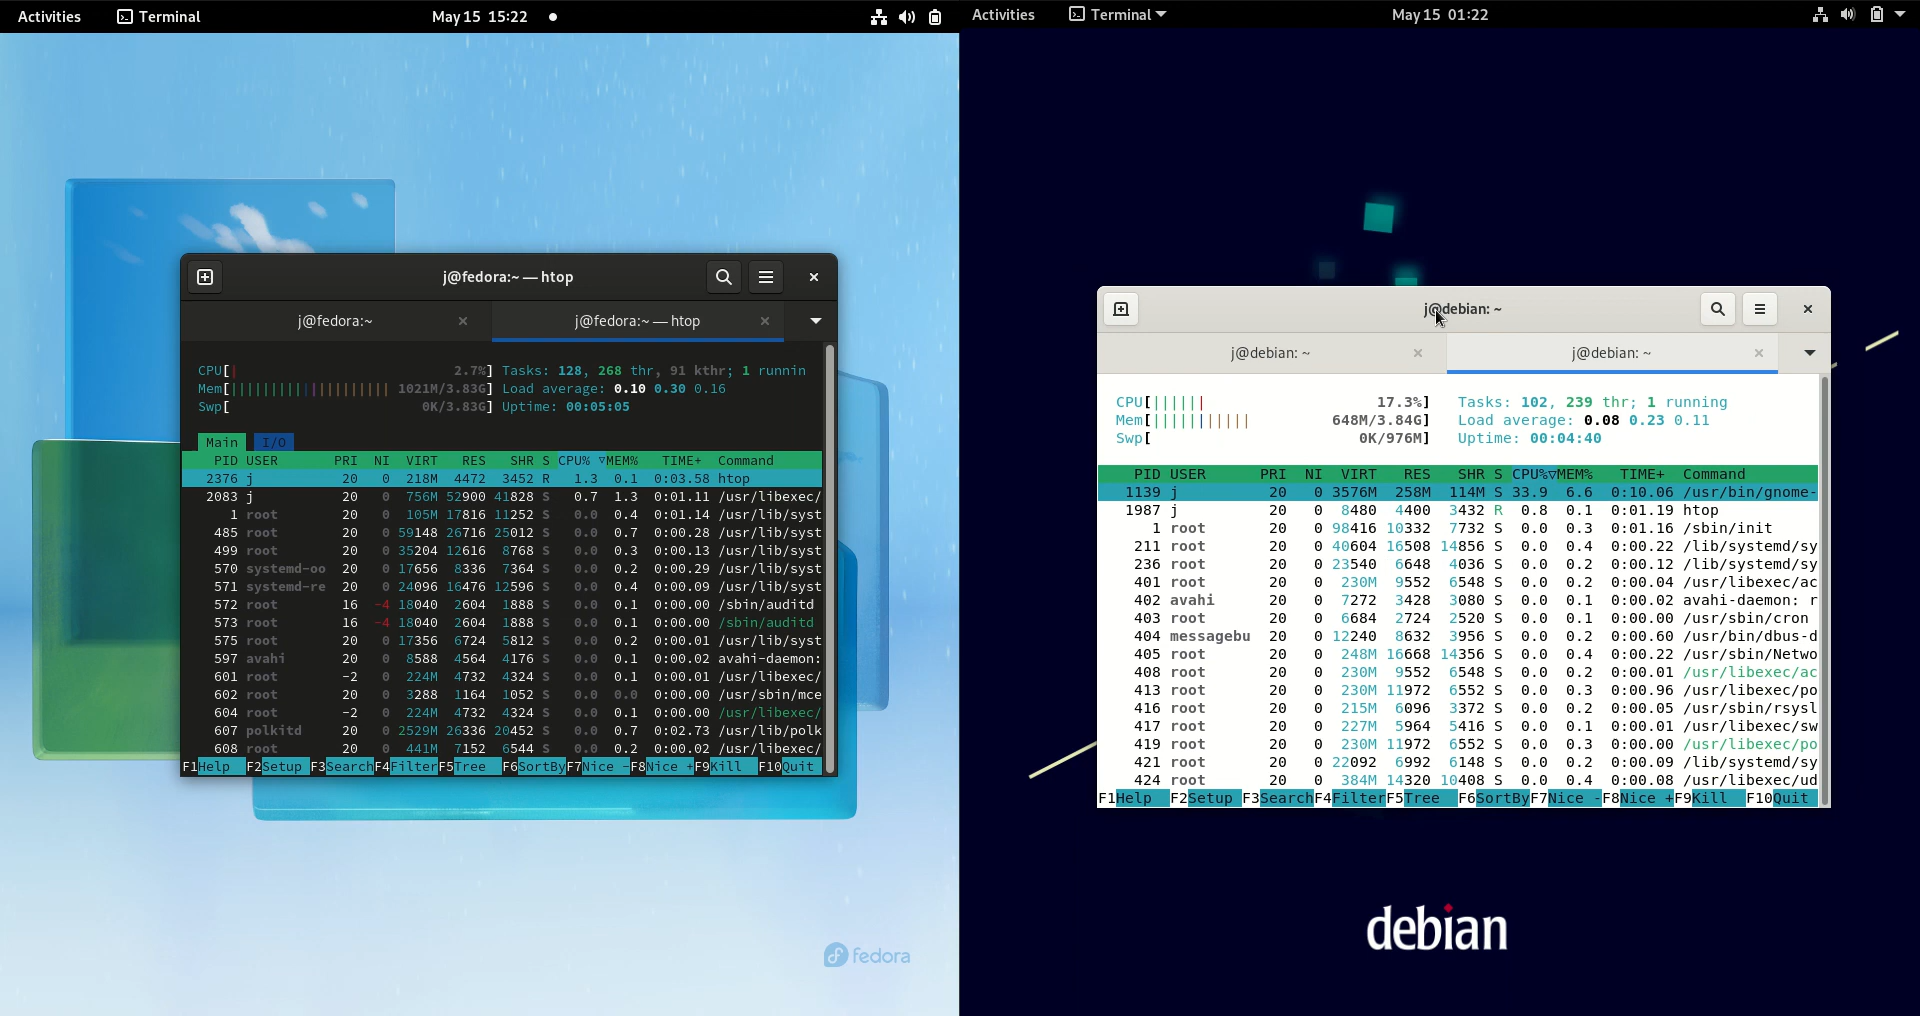 Activities Terminal May 15 15:22
j@fedora:~ — htop
j@fedora:~ j@fedora:~ — htop
CPU[ 2.7%] Tasks: 128, 268 thr, 91 kthr; 1 runnin
Mem[ 1021M/3.83G] Load average: 0.10 0.30 0.16
Swp[ 0K/3.83G] Uptime: 00:05:05
Main I/O
PID USER PRI NI VIRT RES SHR S CPU%▽MEM% TIME+ Command
2376 j 20 0 218M 4472 3452 R 1.3 0.1 0:03.58 htop
2083 j 20 0 756M 52900 41828 S 0.7 1.3 0:01.11 /usr/libexec/
1 root 20 0 105M 17816 11252 S 0.0 0.4 0:01.14 /usr/lib/syst
485 root 20 0 59148 26716 25012 S 0.0 0.7 0:00.28 /usr/lib/syst
499 root 20 0 35204 12616 8768 S 0.0 0.3 0:00.13 /usr/lib/syst
570 systemd-oo 20 0 17656 8336 7364 S 0.0 0.2 0:00.29 /usr/lib/syst
571 systemd-re 20 0 24096 16476 12596 S 0.0 0.4 0:00.09 /usr/lib/syst
572 root 16 -4 18040 2604 1888 S 0.0 0.1 0:00.00 /sbin/auditd
573 root 16 -4 18040 2604 1888 S 0.0 0.1 0:00.00 /sbin/auditd
575 root 20 0 17356 6724 5812 S 0.0 0.2 0:00.01 /usr/lib/syst
597 avahi 20 0 8588 4564 4176 S 0.0 0.1 0:00.02 avahi-daemon:
601 root -2 0 224M 4732 4324 S 0.0 0.1 0:00.01 /usr/libexec/
602 root 20 0 3288 1164 1052 S 0.0 0.0 0:00.00 /usr/sbin/mce
604 root -2 0 224M 4732 4324 S 0.0 0.1 0:00.00 /usr/libexec/
607 polkitd 20 0 2529M 26336 20452 S 0.0 0.7 0:02.73 /usr/lib/polk
608 root 20 0 441M 7152 6544 S 0.0 0.2 0:00.02 /usr/libexec/
F1Help F2Setup F3SearchF4FilterF5Tree F6SortByF7Nice -F8Nice +F9Kill F10Quit
fedora
Activities Terminal May 15 01:22
j@debian: ~
j@debian: ~ j@debian: ~
CPU[ 17.3%] Tasks: 102, 239 thr; 1 running
Mem[ 648M/3.84G] Load average: 0.08 0.23 0.11
Swp[ 0K/976M] Uptime: 00:04:40
PID USER PRI NI VIRT RES SHR S CPU%▽MEM% TIME+ Command
1139 j 20 0 3576M 258M 114M S 33.9 6.6 0:10.06 /usr/bin/gnome-
1987 j 20 0 8480 4400 3432 R 0.8 0.1 0:01.19 htop
1 root 20 0 98416 10332 7732 S 0.0 0.3 0:01.16 /sbin/init
211 root 20 0 40604 16508 14856 S 0.0 0.4 0:00.22 /lib/systemd/sy
236 root 20 0 23540 6648 4036 S 0.0 0.2 0:00.12 /lib/systemd/sy
401 root 20 0 230M 9552 6548 S 0.0 0.2 0:00.04 /usr/libexec/ac
402 avahi 20 0 7272 3428 3080 S 0.0 0.1 0:00.02 avahi-daemon: r
403 root 20 0 6684 2724 2520 S 0.0 0.1 0:00.00 /usr/sbin/cron
404 messagebu 20 0 12240 8632 3956 S 0.0 0.2 0:00.60 /usr/bin/dbus-d
405 root 20 0 248M 16668 14356 S 0.0 0.4 0:00.22 /usr/sbin/Netwo
408 root 20 0 230M 9552 6548 S 0.0 0.2 0:00.00 /usr/libexec/ac
413 root 20 0 230M 11972 6552 S 0.0 0.3 0:00.96 /usr/libexec/po
416 root 20 0 215M 6096 3372 S 0.0 0.2 0:00.05 /usr/sbin/rsysl
417 root 20 0 227M 5964 5416 S 0.0 0.1 0:00.01 /usr/libexec/sw
419 root 20 0 230M 11972 6552 S 0.0 0.3 0:00.00 /usr/libexec/po
421 root 20 0 22092 6992 6148 S 0.0 0.2 0:00.09 /lib/systemd/sy
424 root 20 0 384M 14320 10408 S 0.0 0.4 0:00.08 /usr/libexec/ud
F1Help F2Setup F3SearchF4FilterF5Tree F6SortByF7Nice -F8Nice +F9Kill F10Quit
debian